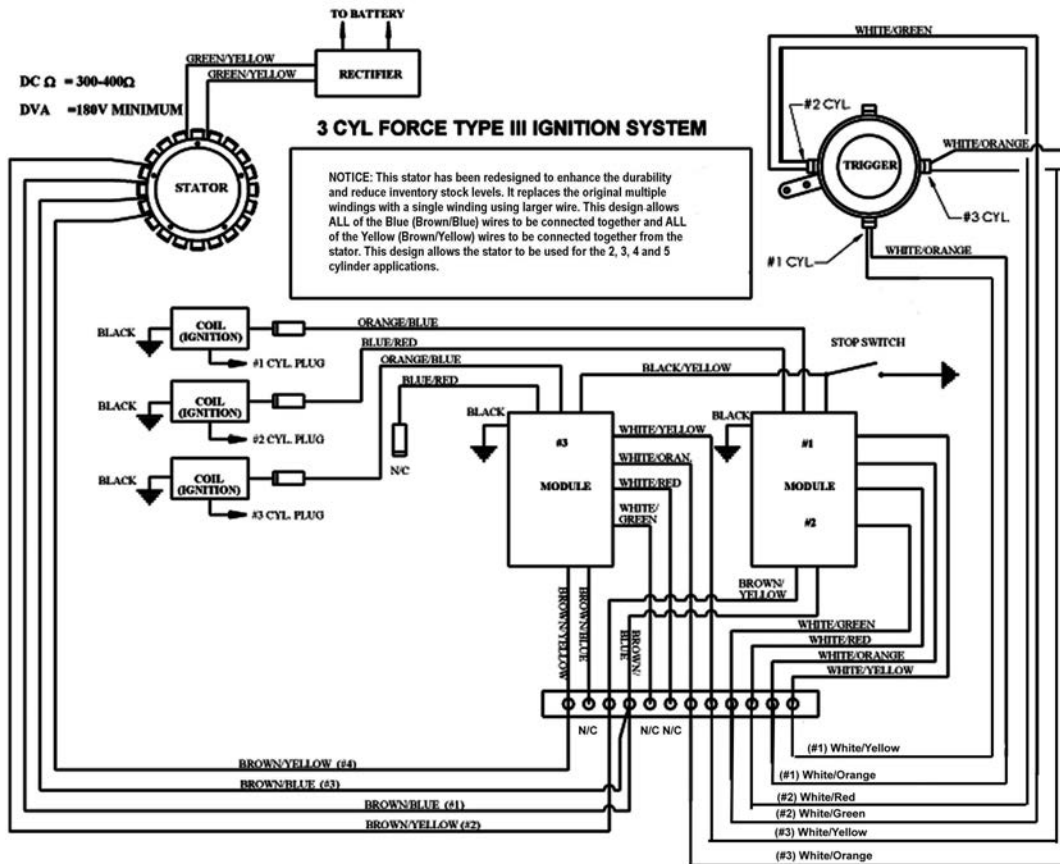 TO BATTERY
WHITE/GREEN
GREEN/YELLOW
GREEN/YELLOW
RECTIFIER
DC Ω = 300-400Ω
DVA =180V MINIMUM
#2 CYL.
3 CYL FORCE TYPE III IGNITION SYSTEM
WHITE/ORANGE
TRIGGER
STATOR
NOTICE: This stator has been redesigned to enhance the durability
and reduce inventory stock levels. It replaces the original multiple
windings with a single winding using larger wire. This design allows
ALL of the Blue (Brown/Blue) wires to be connected together and ALL
of the Yellow (Brown/Yellow) wires to be connected together from the
stator. This design allows the stator to be used for the 2, 3, 4 and 5
cylinder applications.
#3 CYL.
WHITE/ORANGE
#1 CYL.
BLACK
COIL
(IGNITION)
ORANGE/BLUE
#1 CYL. PLUG
BLUE/RED
STOP SWITCH
ORANGE/BLUE
BLACK/YELLOW
BLUE/RED
BLACK
COIL
(IGNITION)
#2 CYL. PLUG
BLACK
BLACK
WHITE/YELLOW
#3
#1
WHITE/ORAN.
N/C
BLACK
COIL
(IGNITION)
#3 CYL. PLUG
WHITE/RED
MODULE
MODULE
WHITE/
GREEN
#2
BROWN/
YELLOW
BROWN/YELLOW
BROWN/BLUE
BROWN/
BLUE
WHITE/GREEN
WHITE/RED
WHITE/ORANGE
WHITE/YELLOW
N/C
N/C
N/C
(#1) White/Yellow
BROWN/YELLOW (#4)
(#1) White/Orange
BROWN/BLUE (#3)
(#2) White/Red
BROWN/BLUE (#1)
(#2) White/Green
BROWN/YELLOW (#2)
(#3) White/Yellow
(#3) White/Orange